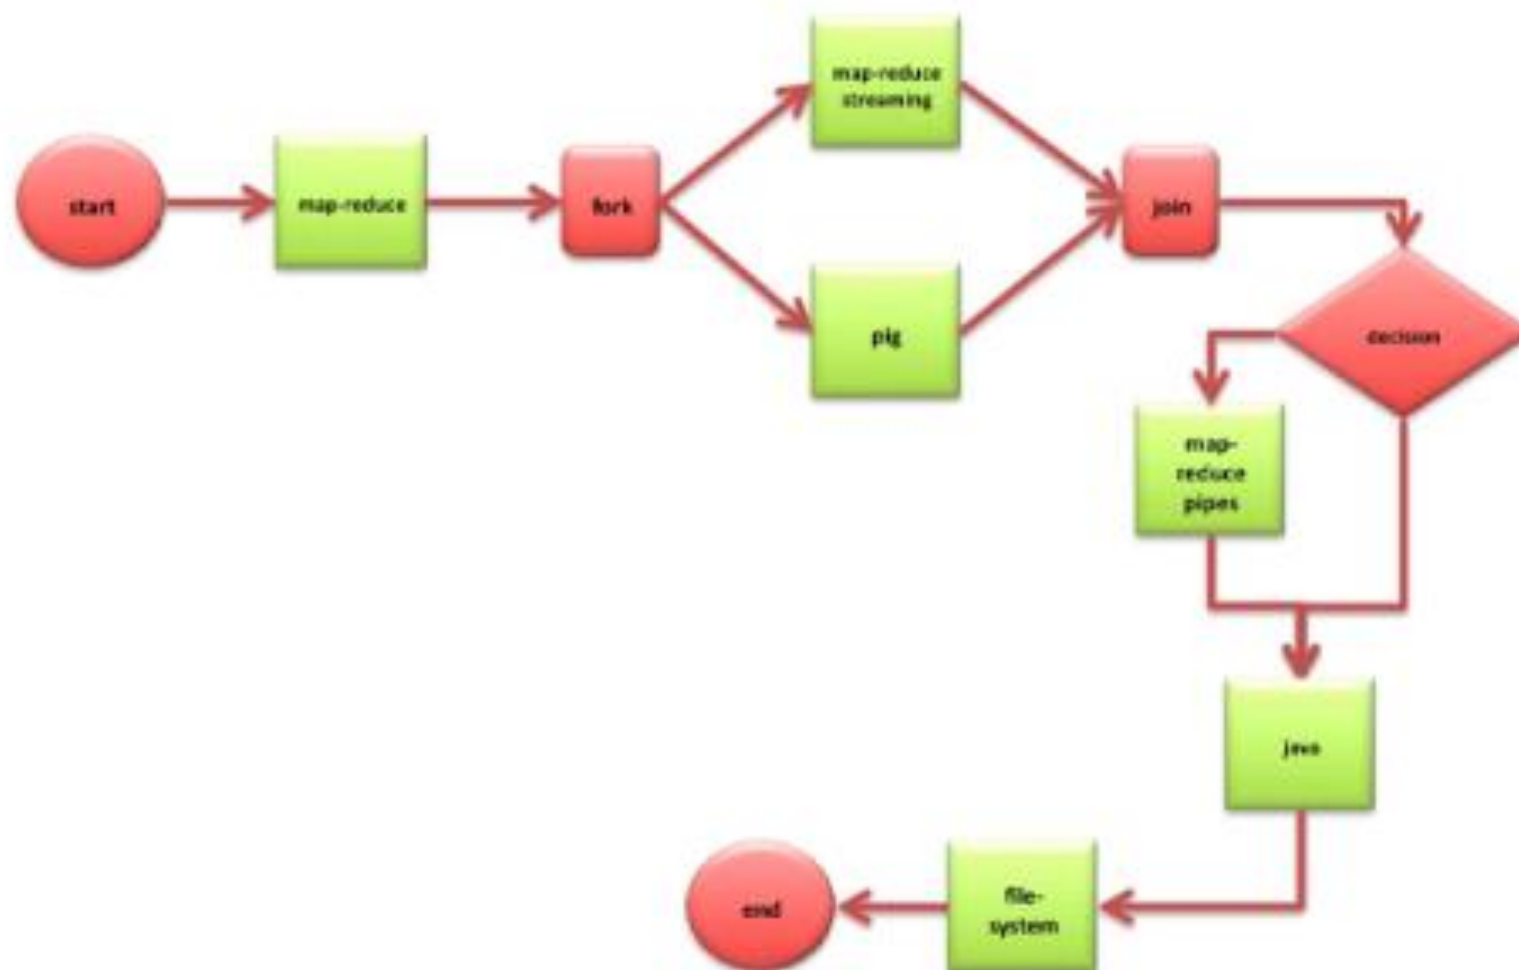 start
map-reduce
fork
map-reduce
streaming
pig
join
decision
map-
reduce
pipes
java
file-
system
end